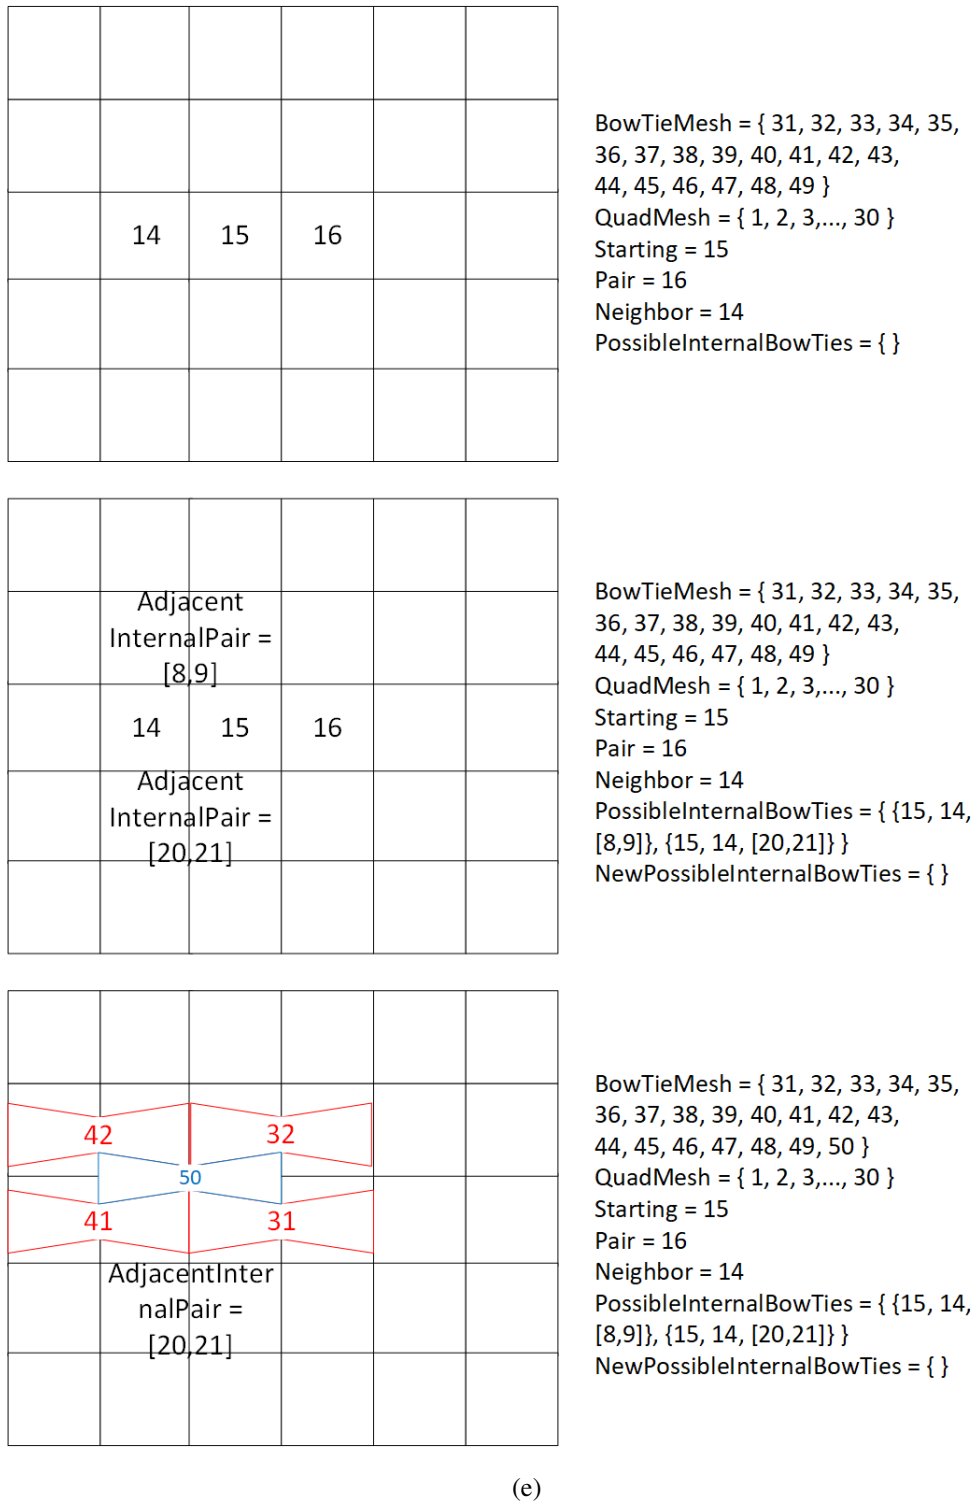 14 15 16
BowTieMesh = { 31, 32, 33, 34, 35,
36, 37, 38, 39, 40, 41, 42, 43,
44, 45, 46, 47, 48, 49 }
QuadMesh = { 1, 2, 3,..., 30 }
Starting = 15
Pair = 16
Neighbor = 14
PossibleInternalBowTies = { }
Adjacent
InternalPair =
[8,9]
14 15 16
Adjacent
InternalPair =
[20,21]
BowTieMesh = { 31, 32, 33, 34, 35,
36, 37, 38, 39, 40, 41, 42, 43,
44, 45, 46, 47, 48, 49 }
QuadMesh = { 1, 2, 3,..., 30 }
Starting = 15
Pair = 16
Neighbor = 14
PossibleInternalBowTies = { {15, 14,
[8,9]}, {15, 14, [20,21]} }
NewPossibleInternalBowTies = { }
42 32
50
41 31
AdjacentInter
nalPair =
[20,21]
BowTieMesh = { 31, 32, 33, 34, 35,
36, 37, 38, 39, 40, 41, 42, 43,
44, 45, 46, 47, 48, 49, 50 }
QuadMesh = { 1, 2, 3,..., 30 }
Starting = 15
Pair = 16
Neighbor = 14
PossibleInternalBowTies = { {15, 14,
[8,9]}, {15, 14, [20,21]} }
NewPossibleInternalBowTies = { }
(e)